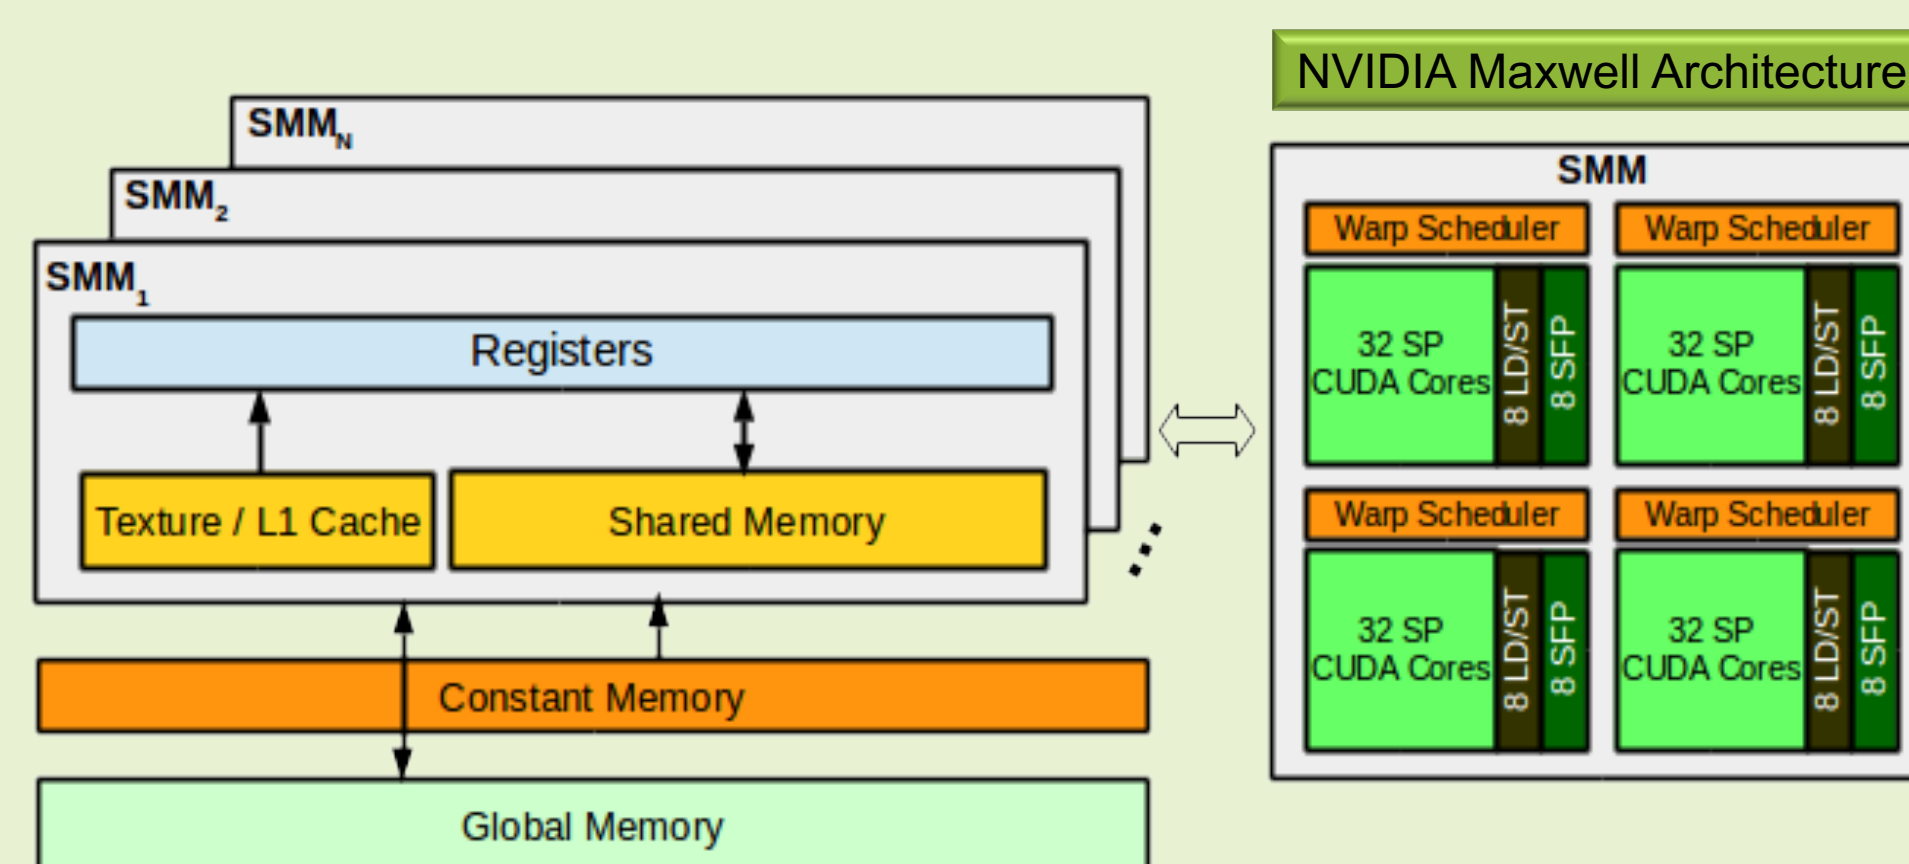 NVIDIA Maxwell Architecture
SMM_N
SMM_2
SMM_1
Registers
Texture / L1 Cache
Shared Memory
Constant Memory
Global Memory
SMM
Warp Scheduler
Warp Scheduler
32 SP
CUDA Cores
8 LD/ST
8 SFP
32 SP
CUDA Cores
8 LD/ST
8 SFP
Warp Scheduler
Warp Scheduler
32 SP
CUDA Cores
8 LD/ST
8 SFP
32 SP
CUDA Cores
8 LD/ST
8 SFP